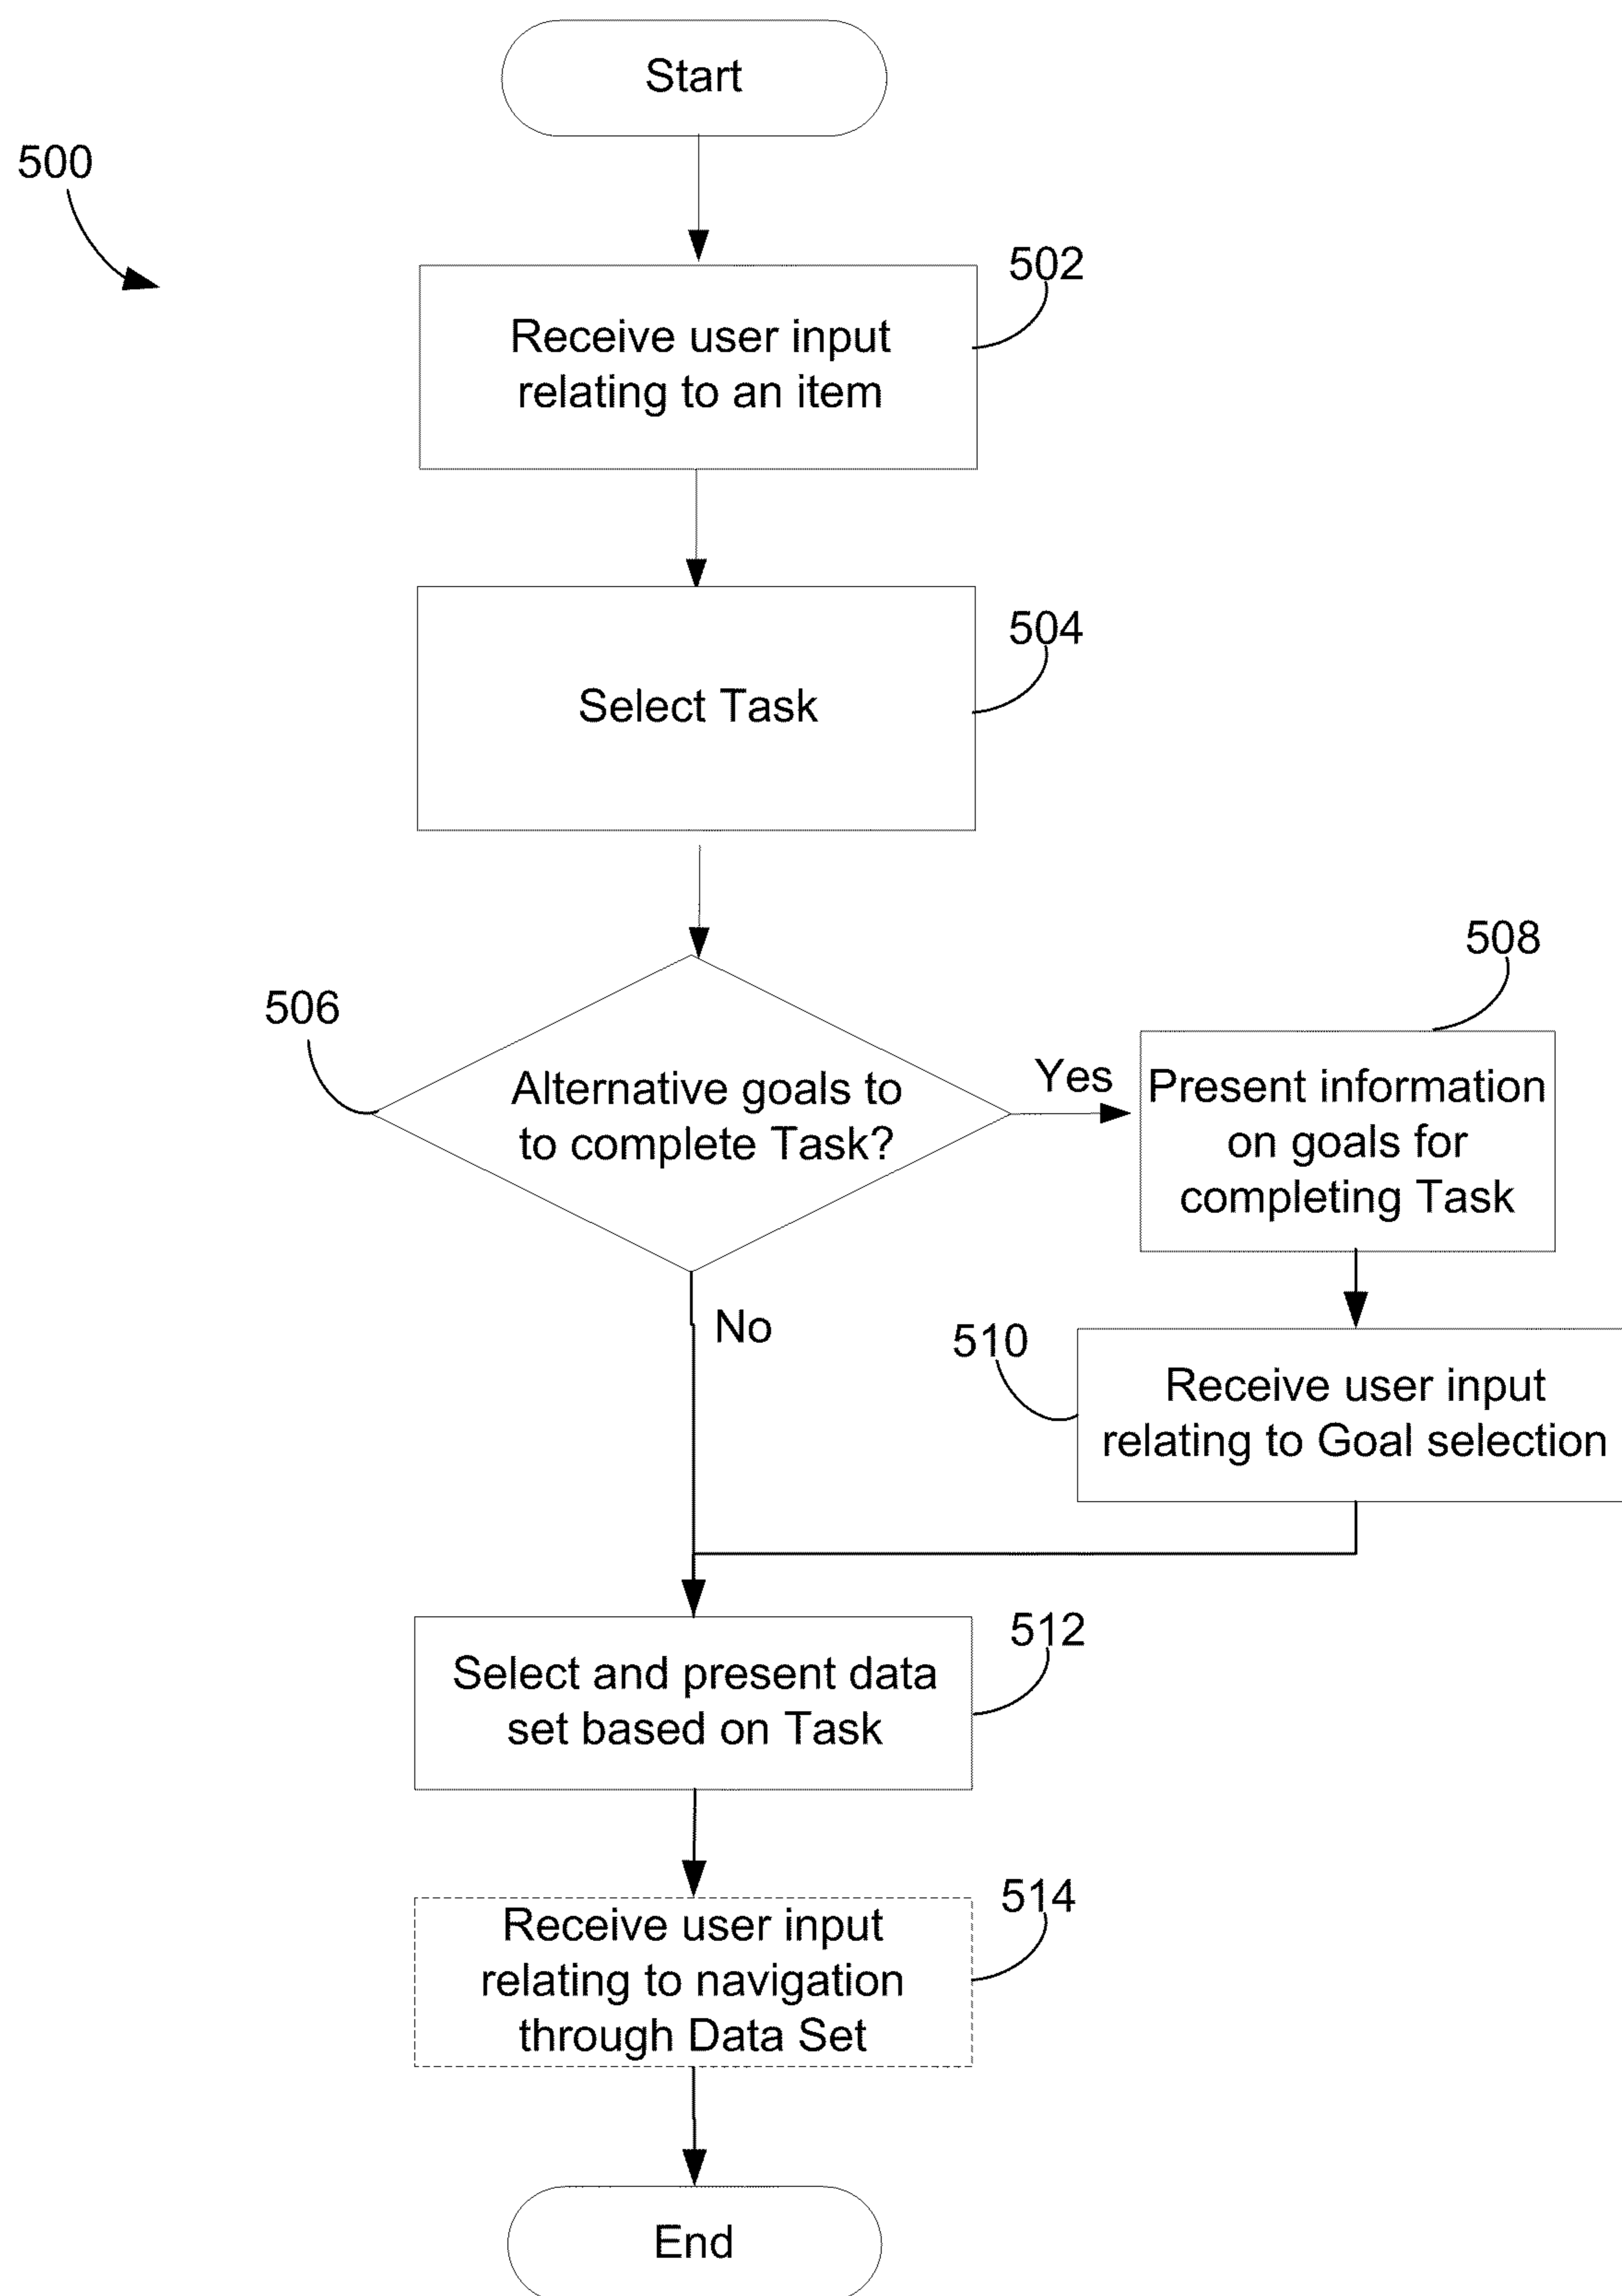 Start
500
502
Receive user input
relating to an item
504
Select Task
506
Alternative goals to
to complete Task?
Yes
508
Present information
on goals for
completing Task
No
510
Receive user input
relating to Goal selection
512
Select and present data
set based on Task
514
Receive user input
relating to navigation
through Data Set
End